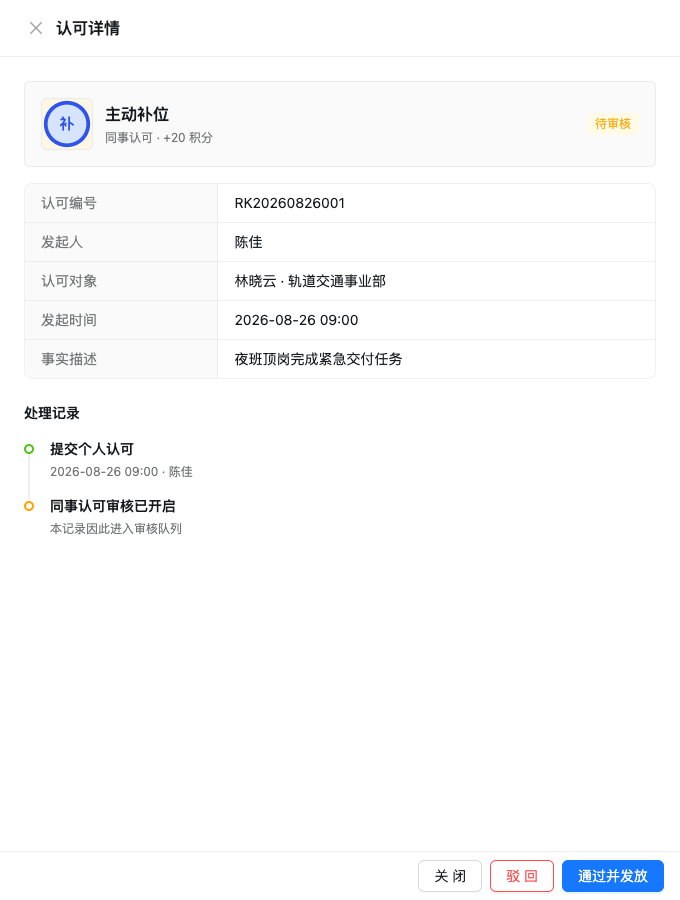 认可详情
补
主动补位
同事认可 · +20 积分
待审核
认可编号 RK20260826001
发起人 陈佳
认可对象 林晓云 · 轨道交通事业部
发起时间 2026-08-26 09:00
事实描述 夜班顶岗完成紧急交付任务
处理记录
提交个人认可
2026-08-26 09:00 · 陈佳
同事认可审核已开启
本记录因此进入审核队列
关 闭 驳 回 通过并发放